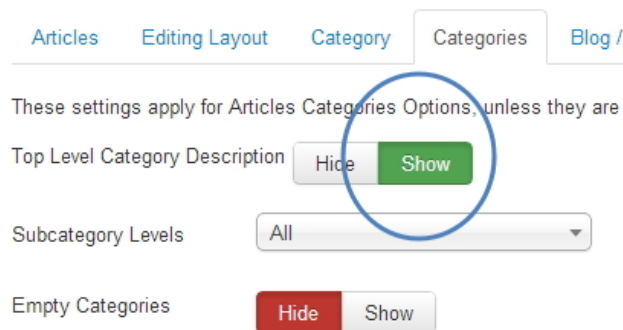 Articles Editing Layout Category Categories Blog /
These settings apply for Articles Categories Options, unless they are
Top Level Category Description Hide Show
Subcategory Levels All
Empty Categories Hide Show